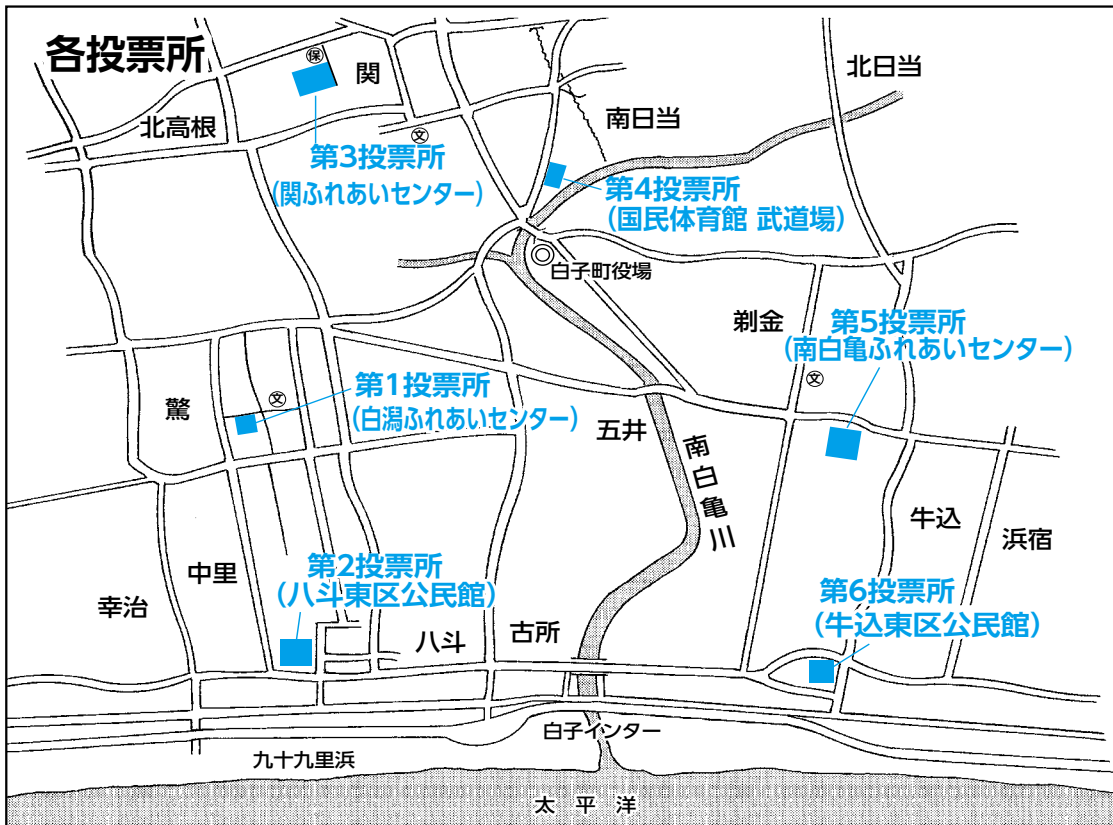 各投票所
保
関
北日当
北高根
文
南日当
第3投票所
(関ふれあいセンター)
第4投票所
(国民体育館 武道場)
白子町役場
剃金
第5投票所
(南白亀ふれあいセンター)
文
第1投票所
(白潟ふれあいセンター)
文
驚
五井
南白亀川
牛込
浜宿
第2投票所
(八斗東区公民館)
中里
幸治
第6投票所
(牛込東区公民館)
八斗
古所
白子インター
九十九里浜
太平洋